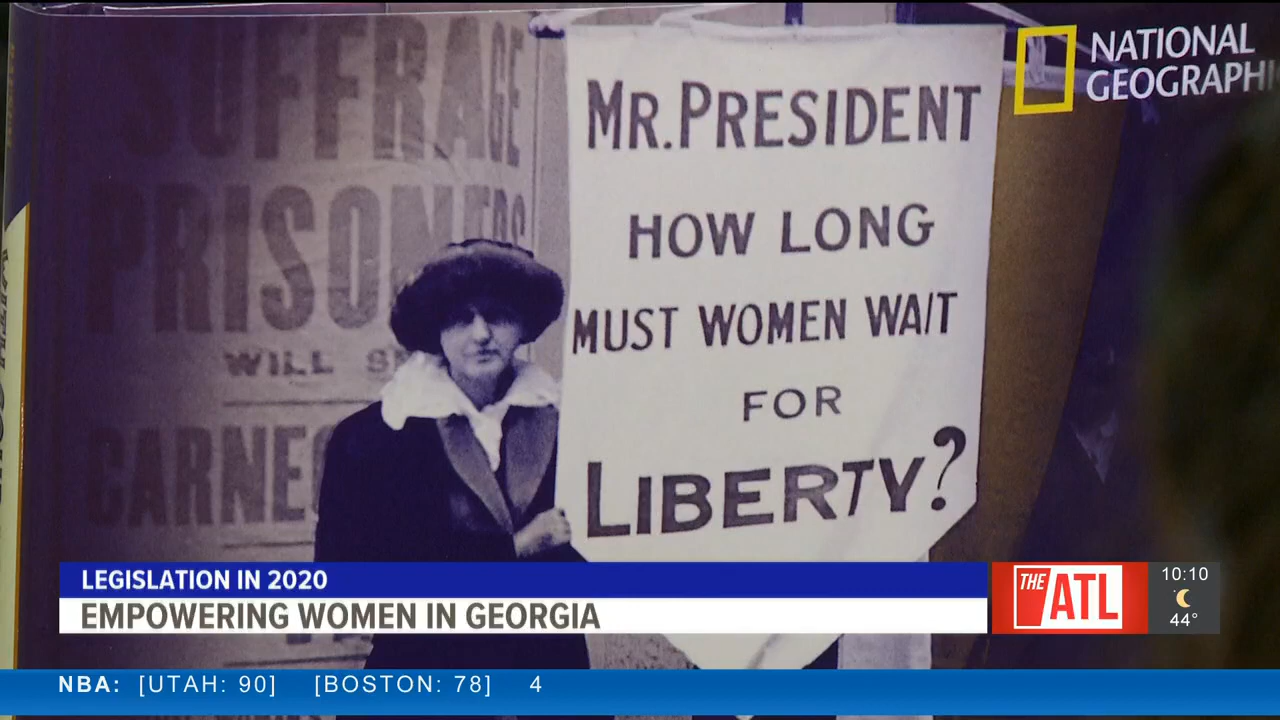 SUFFRAGE
PRISONERS
WILL
CARNEG
MR. PRESIDENT
HOW LONG
MUST WOMEN WAIT
FOR
LIBERTY?
NATIONAL
GEOGRAPHI
LEGISLATION IN 2020
EMPOWERING WOMEN IN GEORGIA
THE ATL
10:10
44°
NBA: [UTAH: 90] [BOSTON: 78] 4